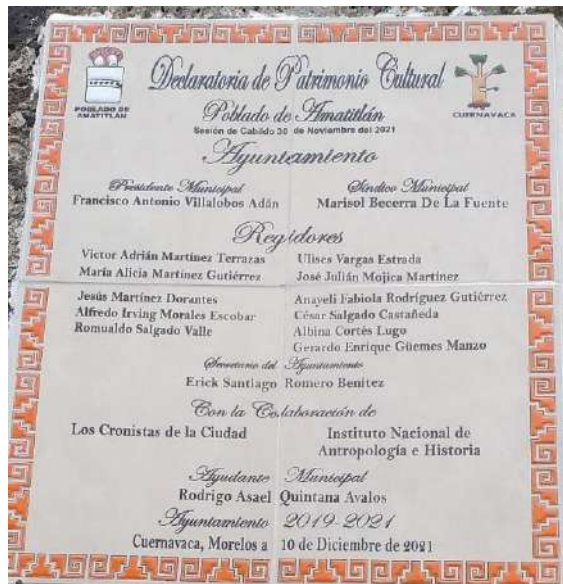 Declaratoria de Patrimonio Cultural
POBLADO DE
AMATITLAN
CUERNAVACA
Poblado de Amatitlán
Sesión de Cabildo 30 de Noviembre del 2021
Ayuntamiento
Presidente Municipal
Francisco Antonio Villalobos Adán
Síndico Municipal
Marisol Becerra De La Fuente
Regidores
Victor Adrián Martínez Terrazas
María Alicia Martínez Gutiérrez
Ulises Vargas Estrada
José Julián Mojica Martínez
Jesús Martínez Dorantes
Alfredo Irving Morales Escobar
Romualdo Salgado Valle
Anayeli Fabiola Rodríguez Gutiérrez
César Salgado Castañeda
Albina Cortés Lugo
Gerardo Enrique Güemes Manzo
Secretario del Ayuntamiento
Erick Santiago Romero Benítez
Con la Colaboración de
Los Cronistas de la Ciudad
Instituto Nacional de
Antropología e Historia
Ayudante Municipal
Rodrigo Asael Quintana Avalos
Ayuntamiento 2019-2021
Cuernavaca, Morelos a 10 de Diciembre de 2021